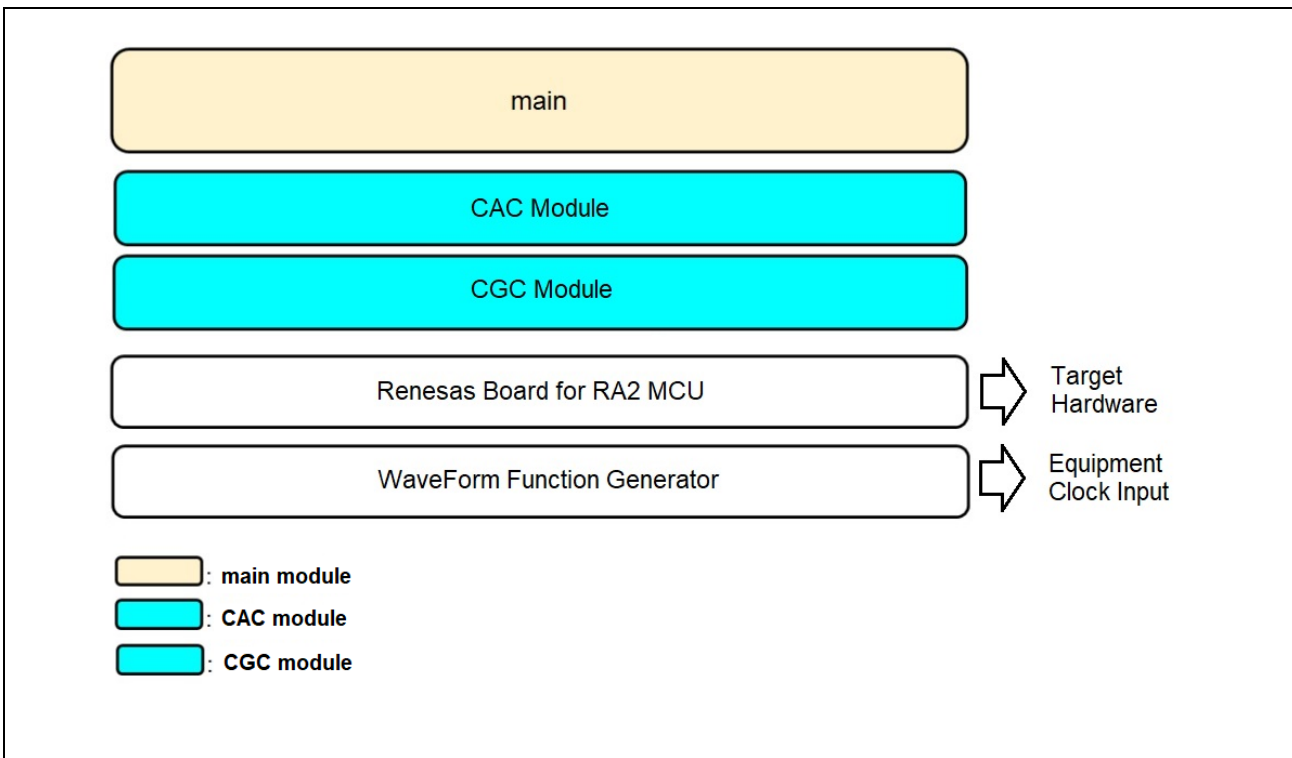 main
CAC Module
CGC Module
Renesas Board for RA2 MCU
Target
Hardware
WaveForm Function Generator
Equipment
Clock Input
: main module
: CAC module
: CGC module